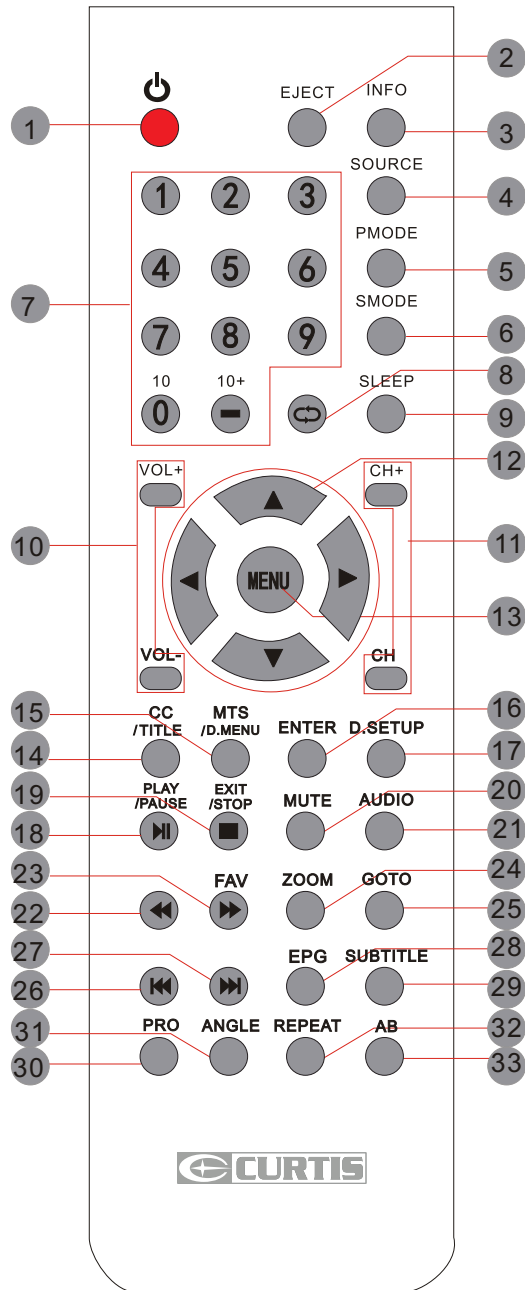 2
EJECT INFO
1
3
SOURCE
1 2 3
4
PMODE
4 5 6
5
7
SMODE
7 8 9
6
10 10+ SLEEP
8
0 -
9
12
VOL+ CH+
10
11
MENU
13
VOL- CH
15
CC
/TITLE
MTS
/D.MENU
ENTER D.SETUP
16
14
17
19
PLAY
/PAUSE
EXIT
/STOP
MUTE AUDIO
20
18
21
23
FAV ZOOM GOTO
24
22
25
27
EPG SUBTITLE
28
26
29
31
PRO ANGLE REPEAT AB
32
30
33
CURTIS